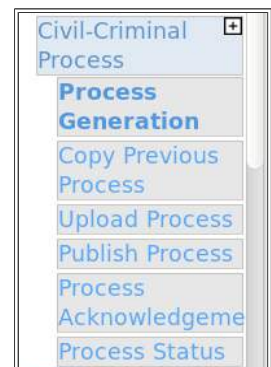 Civil-Criminal
Process
Process
Generation
Copy Previous
Process
Upload Process
Publish Process
Process
Acknowledgeme
Process Status